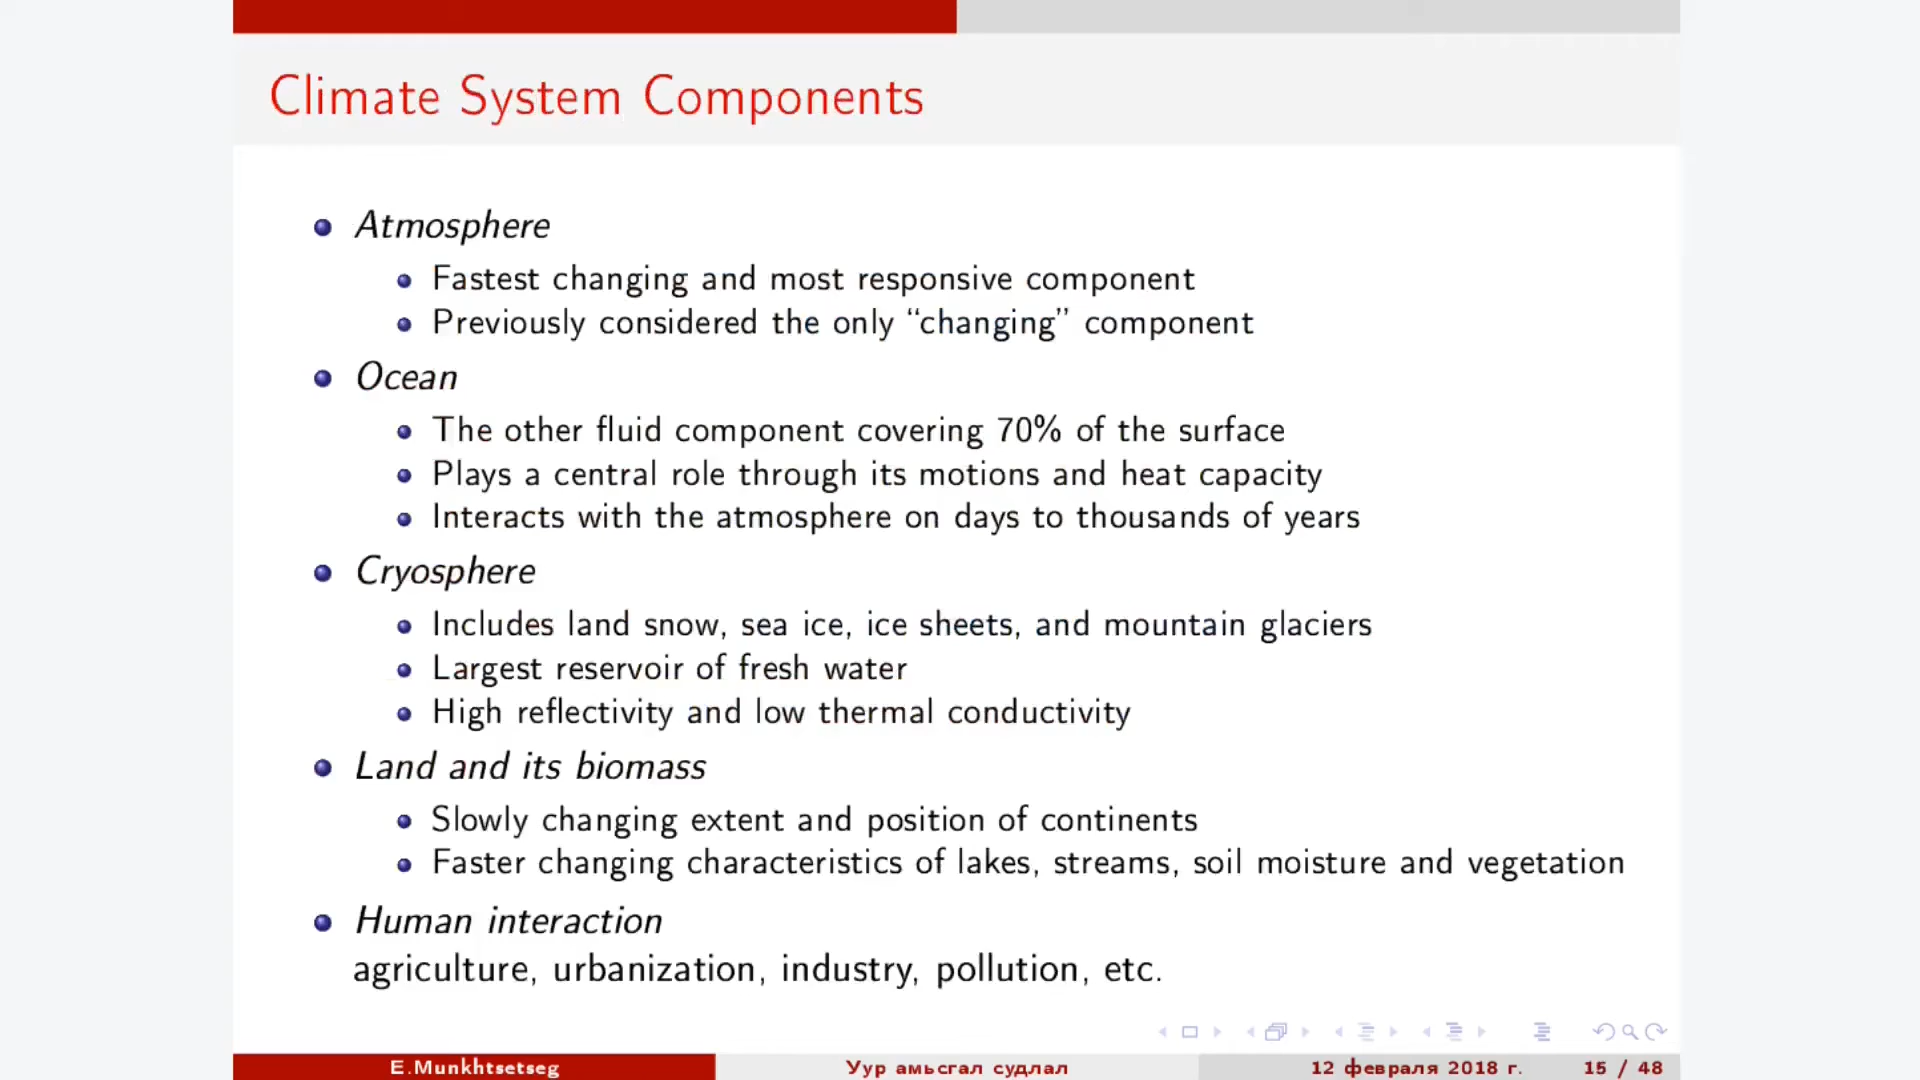 Climate System Components
Atmosphere
Fastest changing and most responsive component
Previously considered the only “changing” component
Ocean
The other fluid component covering 70% of the surface
Plays a central role through its motions and heat capacity
Interacts with the atmosphere on days to thousands of years
Cryosphere
Includes land snow, sea ice, ice sheets, and mountain glaciers
Largest reservoir of fresh water
High reflectivity and low thermal conductivity
Land and its biomass
Slowly changing extent and position of continents
Faster changing characteristics of lakes, streams, soil moisture and vegetation
Human interaction
agriculture, urbanization, industry, pollution, etc.
E.Munkhtsetseg Уур амьсгал судлал 12 февраля 2018 г. 15 / 48